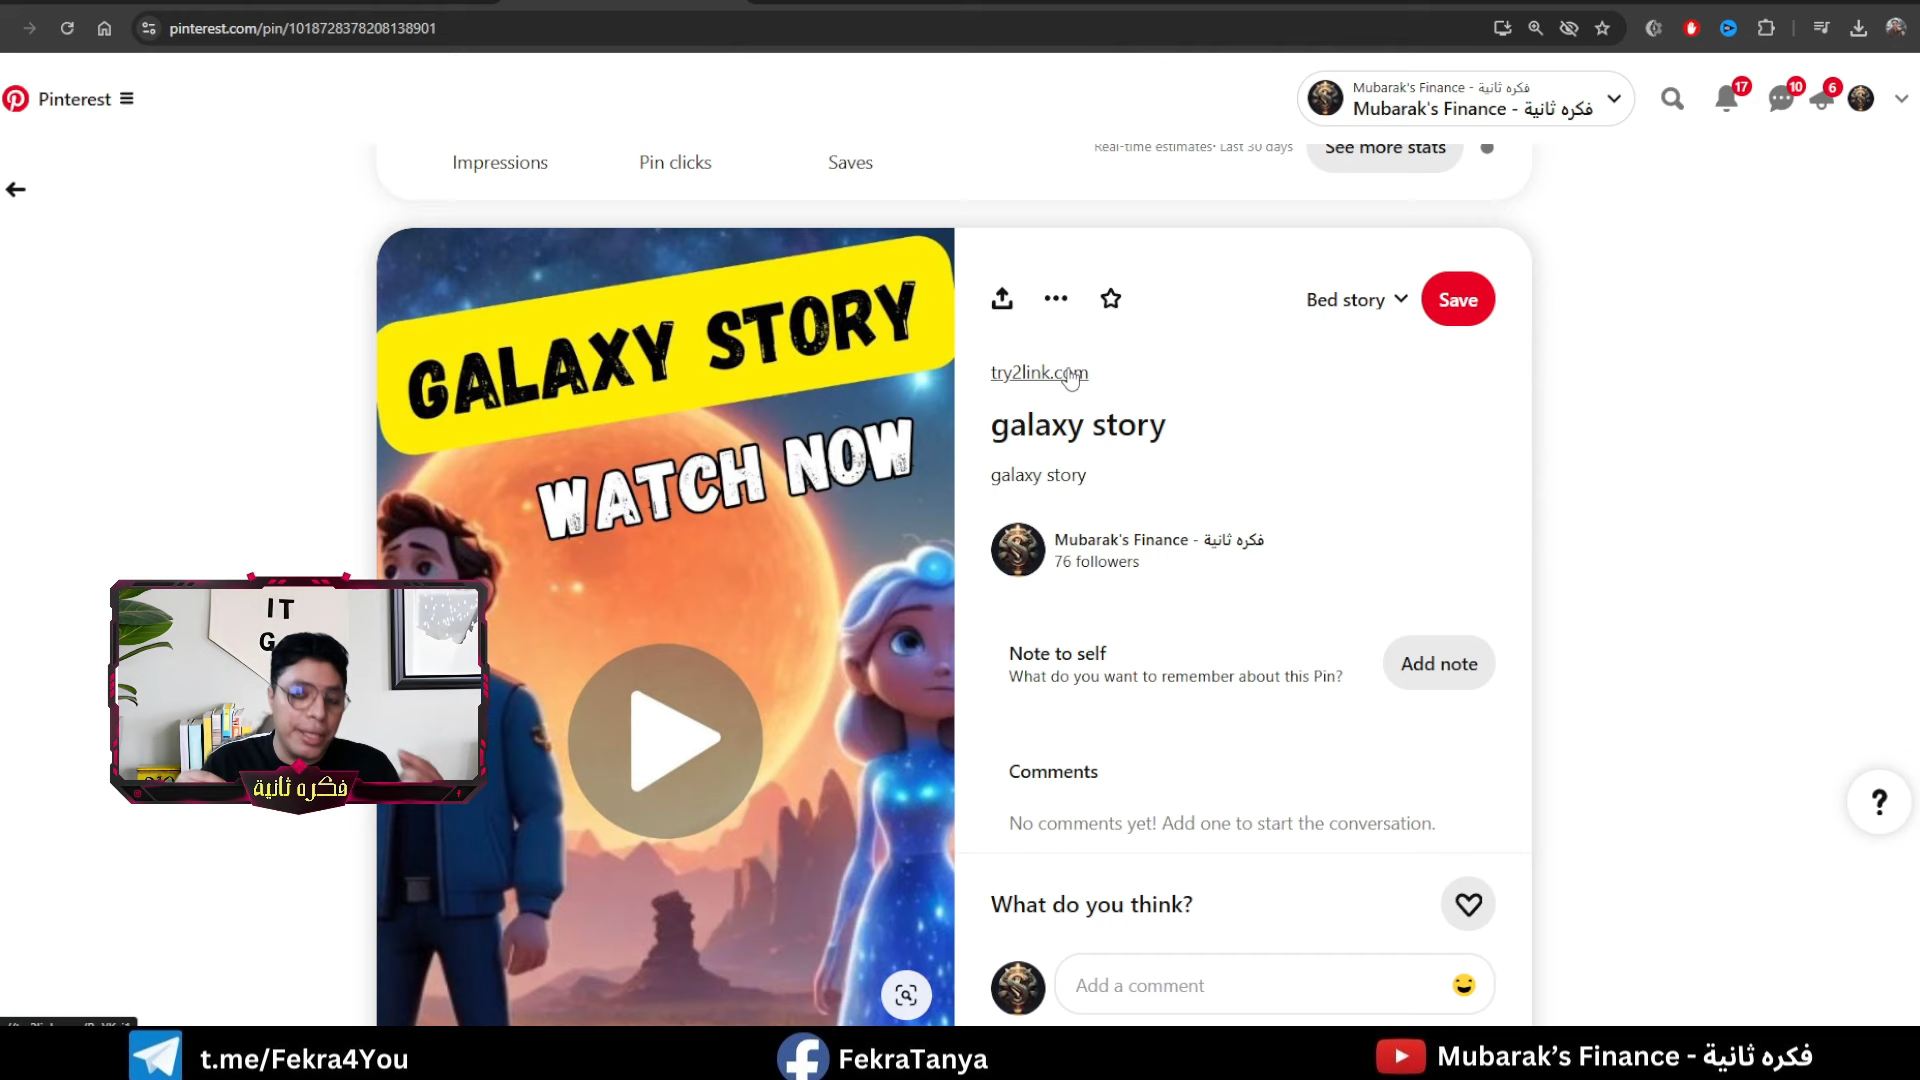 pinterest.com/pin/1018728378208138901
Pinterest
Mubarak's Finance - فكره ثانية
Mubarak's Finance - فكره ثانية
17
10
6
Impressions
Pin clicks
Saves
Real-time estimates· Last 30 days
See more stats
GALAXY STORY
WATCH NOW
Bed story
Save
try2link.com
galaxy story
galaxy story
Mubarak's Finance - فكره ثانية
76 followers
IT
G
فكره ثانية
Note to self
What do you want to remember about this Pin?
Add note
Comments
No comments yet! Add one to start the conversation.
?
What do you think?
Add a comment
t.me/Fekra4You
FekraTanya
Mubarak's Finance - فكره ثانية